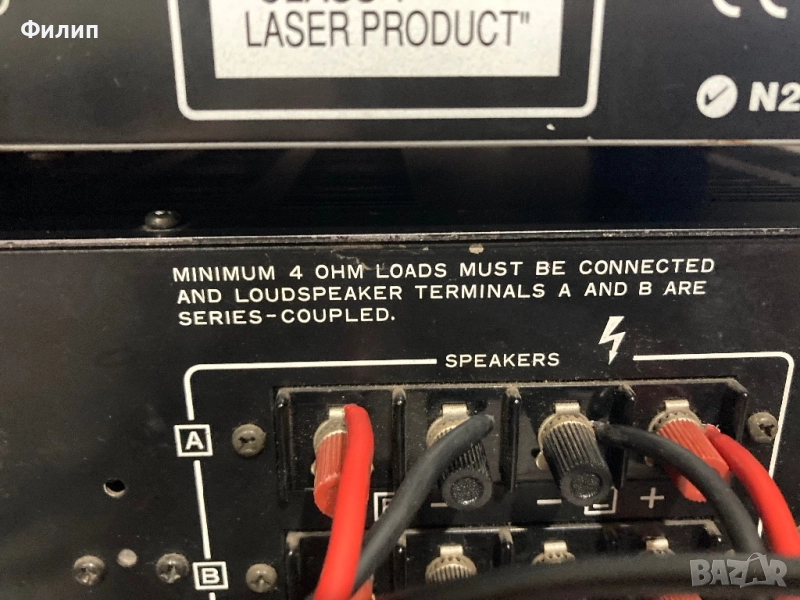 Филип
LASER PRODUCT"
N2
MINIMUM 4 OHM LOADS MUST BE CONNECTED
AND LOUDSPEAKER TERMINALS A AND B ARE
SERIES-COUPLED.
SPEAKERS
A
− − L +
B
BAZAR